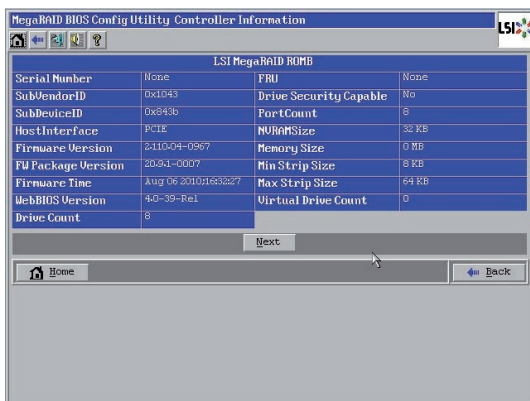 MegaRAID BIOS Config Utility Controller Information
LSI
LSI MegaRAID ROMB
Serial Number None FRU None
SubVendorID 0x1043 Drive Security Capable No
SubDeviceID 0x843b PortCount 8
HostInterface PCIE NVRAMSize 32 KB
Firmware Version 2.110.04-0967 Memory Size 0 MB
FW Package Version 20.9.1-0007 Min Strip Size 8 KB
Firmware Time Aug 06 2010;16:32:27 Max Strip Size 64 KB
WebBIOS Version 4.0-39-Rel Virtual Drive Count 0
Drive Count 8
Next
Home Back